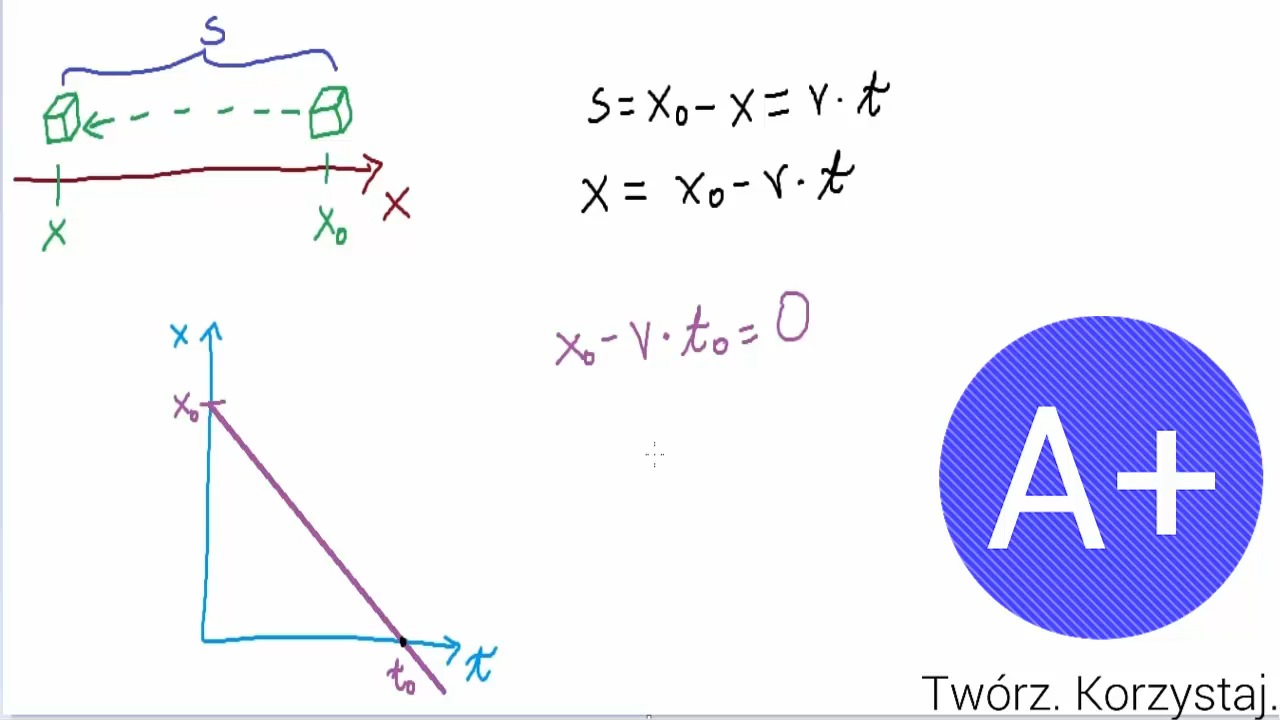 s
x
x₀
x
s = x₀ - x = v · t
x = x₀ - v · t
x₀ - v · t₀ = 0
x
x₀
t₀
t
A+
Twórz. Korzystaj.